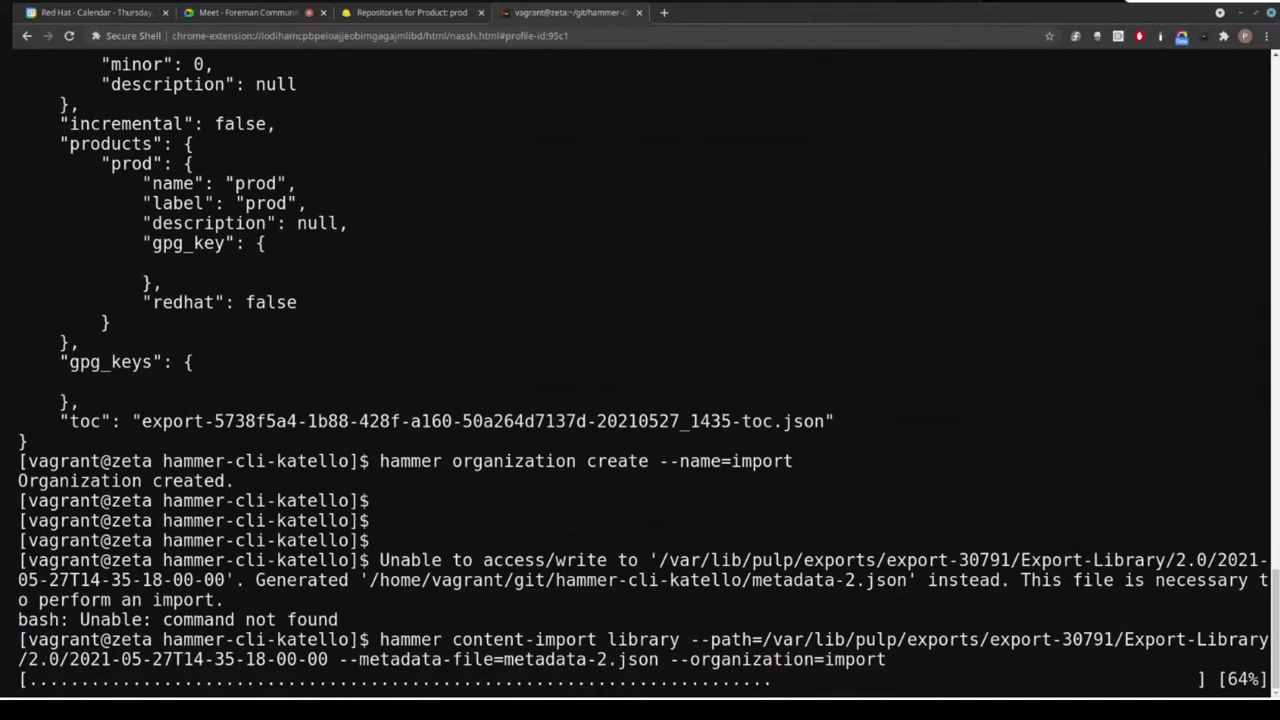 Red Hat - Calendar - Thursday,
Meet - Foreman Commun
Repositories for Product: prod
vagrant@zeta:~/git/hammer-c
Secure Shell
chrome-extension://iodihamcpbpeioajjeobimgagajmlibd/html/nassh.html#profile-id:95c1
New
P
"minor": 0,
"description": null
},
"incremental": false,
"products": {
"prod": {
"name": "prod",
"label": "prod",
"description": null,
"gpg_key": {
},
"redhat": false
}
},
"gpg_keys": {
},
"toc": "export-5738f5a4-1b88-428f-a160-50a264d7137d-20210527_1435-toc.json"
}
[vagrant@zeta hammer-cli-katello]$ hammer organization create --name=import
Organization created.
[vagrant@zeta hammer-cli-katello]$
[vagrant@zeta hammer-cli-katello]$
[vagrant@zeta hammer-cli-katello]$
[vagrant@zeta hammer-cli-katello]$ Unable to access/write to '/var/lib/pulp/exports/export-30791/Export-Library/2.0/2021-
05-27T14-35-18-00-00'. Generated '/home/vagrant/git/hammer-cli-katello/metadata-2.json' instead. This file is necessary t
o perform an import.
bash: Unable: command not found
[vagrant@zeta hammer-cli-katello]$ hammer content-import library --path=/var/lib/pulp/exports/export-30791/Export-Library
/2.0/2021-05-27T14-35-18-00-00 --metadata-file=metadata-2.json --organization=import
[........................................................................ ] [64%]